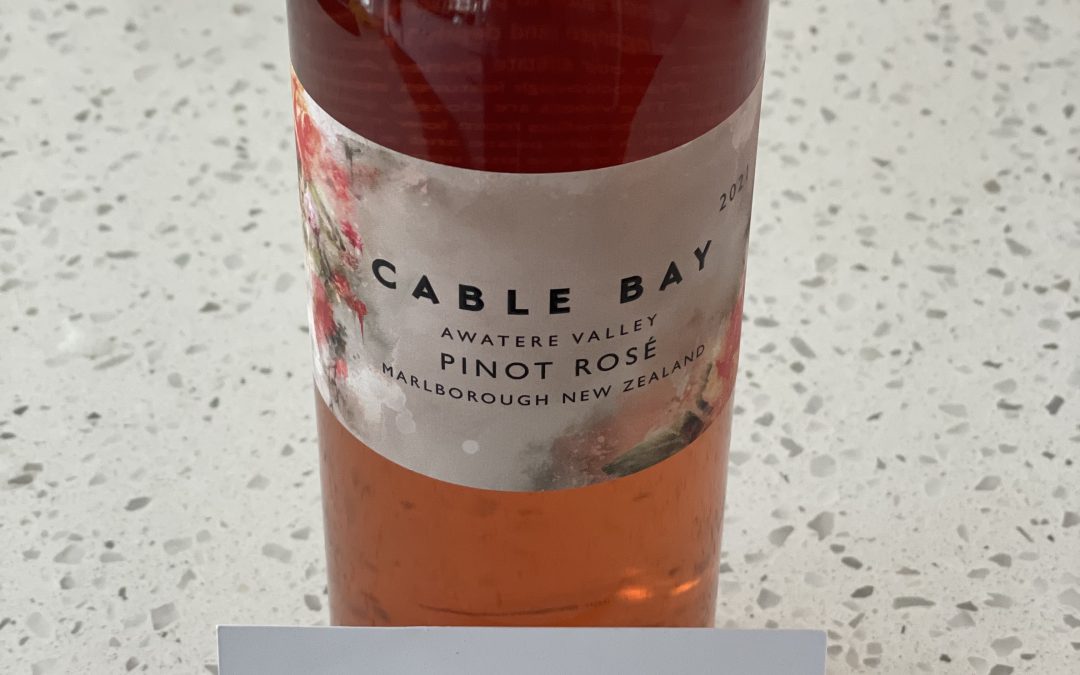 2021
CABLE BAY
AWATERE VALLEY
PINOT ROSÉ
MARLBOROUGH NEW ZEALAND